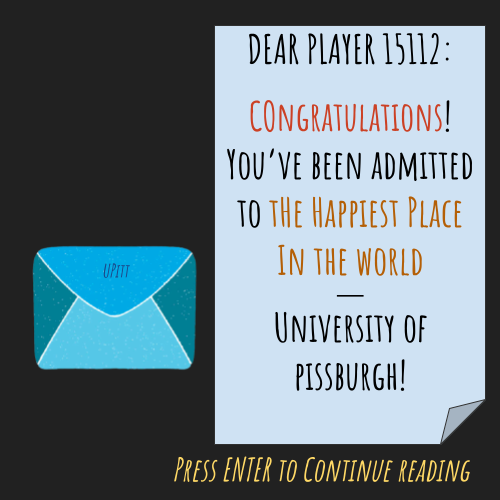 DEAR PLAYER 15112:
COngratulations!
You've been admitted
to tHe Happiest Place
In the world
—
University of
pissburgh!
UPitt
Press ENTER to Continue reading